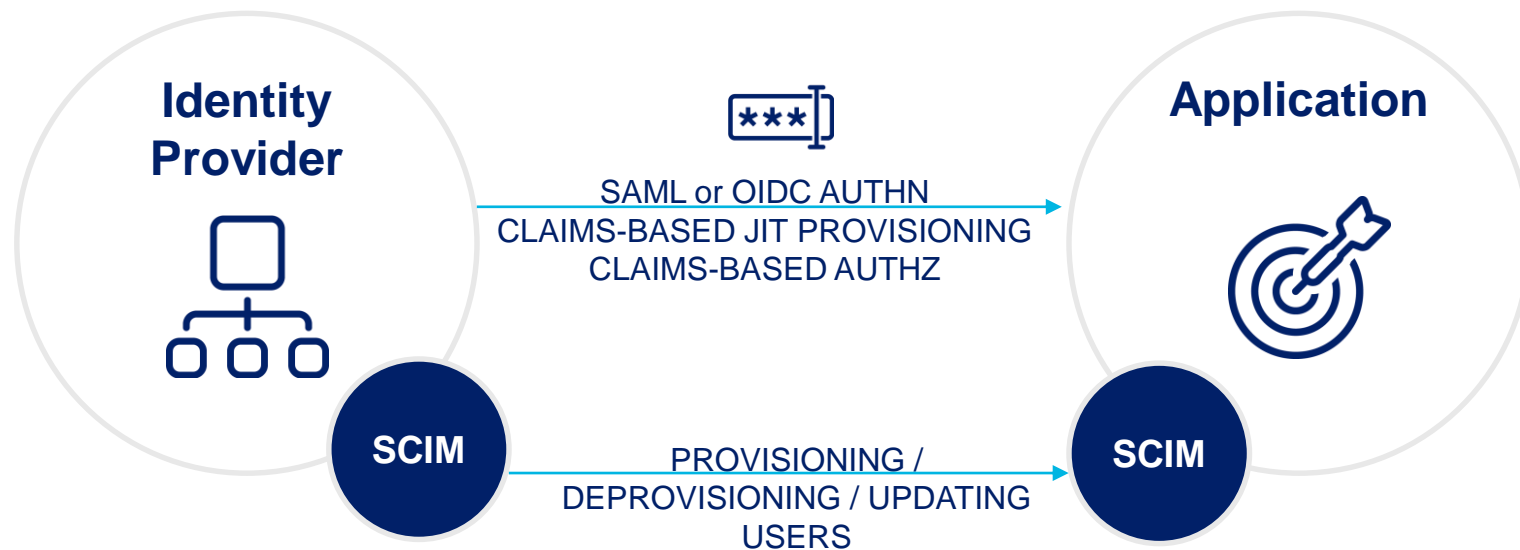 Identity
Provider
***
SAML or OIDC AUTHN
CLAIMS-BASED JIT PROVISIONING
CLAIMS-BASED AUTHZ
Application
SCIM
PROVISIONING /
DEPROVISIONING / UPDATING
USERS
SCIM